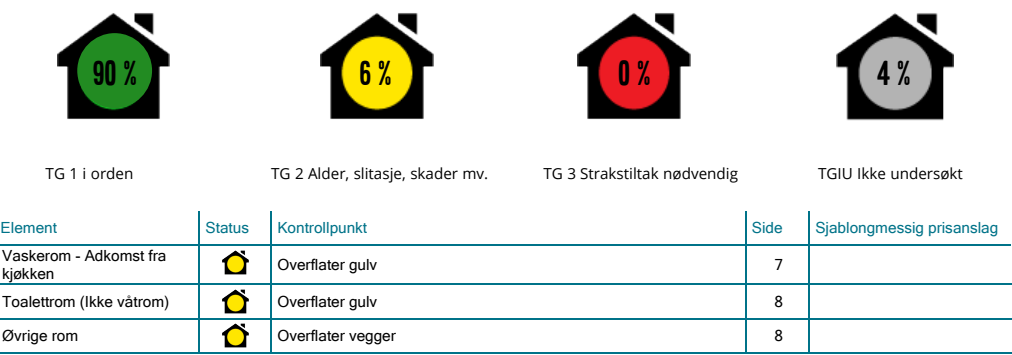 90 %
6 %
0 %
4 %
TG 1 i orden
TG 2 Alder, slitasje, skader mv.
TG 3 Strakstiltak nødvendig
TGIU Ikke undersøkt
Element Status Kontrollpunkt Side Sjablongmessig prisanslag
Vaskerom - Adkomst fra
kjøkken
Overflater gulv 7
Toalettrom (Ikke våtrom) Overflater gulv 8
Øvrige rom Overflater vegger 8